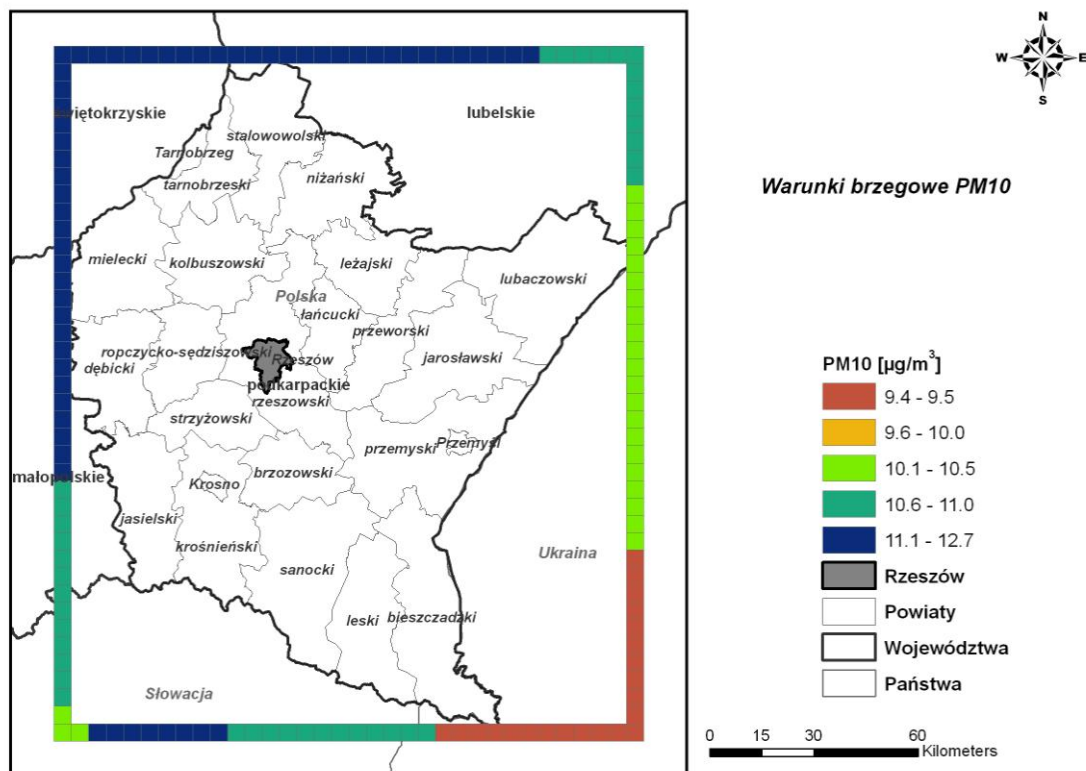 N
W E
S
Warunki brzegowe PM10
świętokrzyskie
lubelskie
stalowowolski
Tarnobrzeg
tarnobrzeski
niżański
mielecki
kolbuszowski
leżajski
lubaczowski
Polska
łańcucki
przeworski
ropczycko-sędziszowski
Rzeszów
jarosławski
dębicki
podkarpackie
rzeszowski
strzyżowski
przemyski
Przemyśl
małopolskie
Krosno
brzozowski
jasielski
krośnieński
sanocki
Ukraina
leski
bieszczadzki
Słowacja
PM10 [µg/m³]
9.4 - 9.5
9.6 - 10.0
10.1 - 10.5
10.6 - 11.0
11.1 - 12.7
Rzeszów
Powiaty
Województwa
Państwa
0 15 30 60
Kilometers